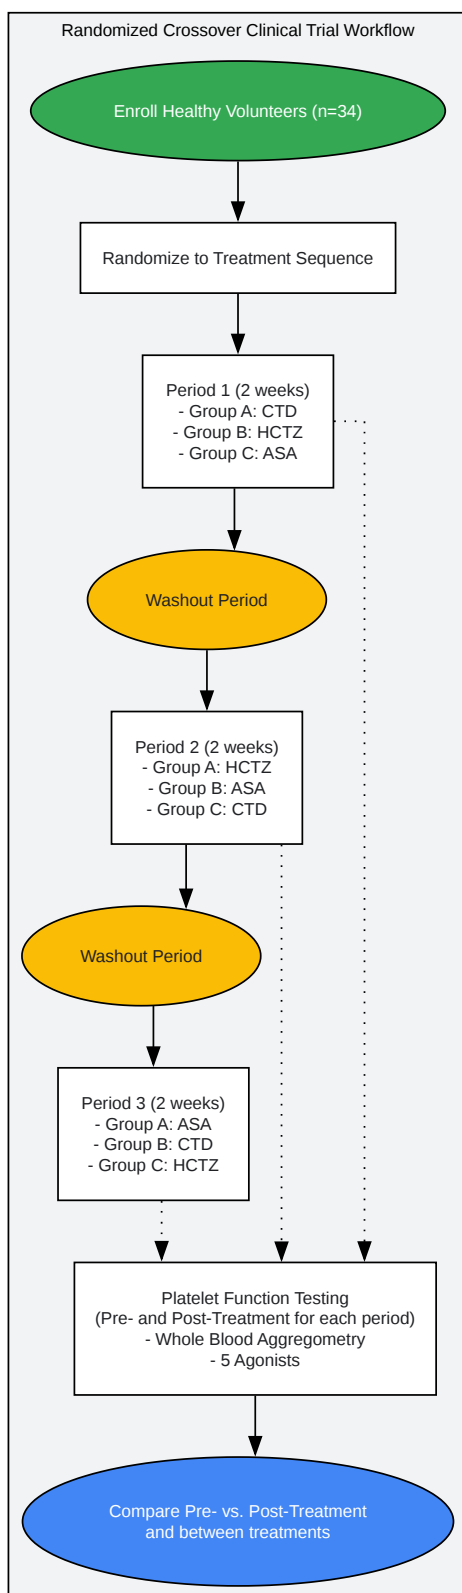 Randomized Crossover Clinical Trial Workflow
Enroll Healthy Volunteers (n=34)
Randomize to Treatment Sequence
Period 1 (2 weeks)
- Group A: CTD
- Group B: HCTZ
- Group C: ASA
Washout Period
Period 2 (2 weeks)
- Group A: HCTZ
- Group B: ASA
- Group C: CTD
Washout Period
Period 3 (2 weeks)
- Group A: ASA
- Group B: CTD
- Group C: HCTZ
Platelet Function Testing
(Pre- and Post-Treatment for each period)
- Whole Blood Aggregometry
- 5 Agonists
Compare Pre- vs. Post-Treatment
and between treatments